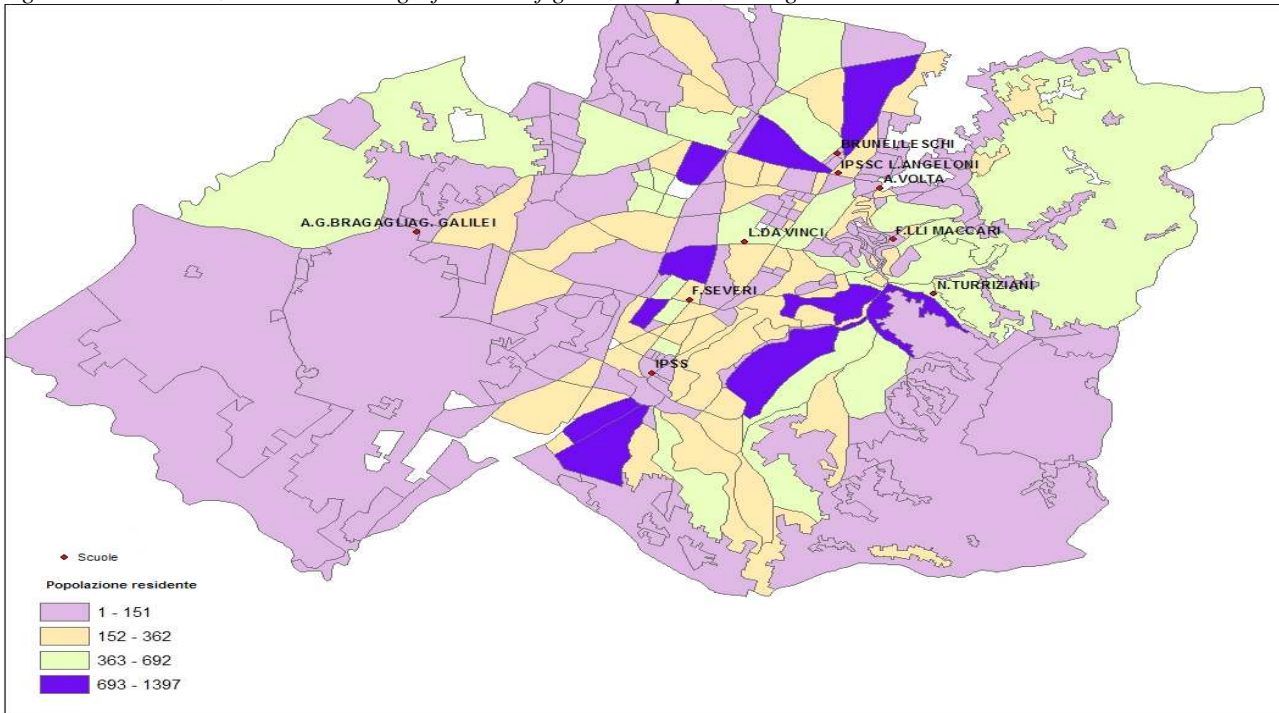 BRUNELLESCHI
IPSSC L.ANGELONI
A.VOLTA
A.G.BRAGAGLIAG. GALILEI
L.DA VINCI
F.LLI MACCARI
F.SEVERI
N.TURRIZIANI
IPSS
Scuole
Popolazione residente
1 - 151
152 - 362
363 - 692
693 - 1397